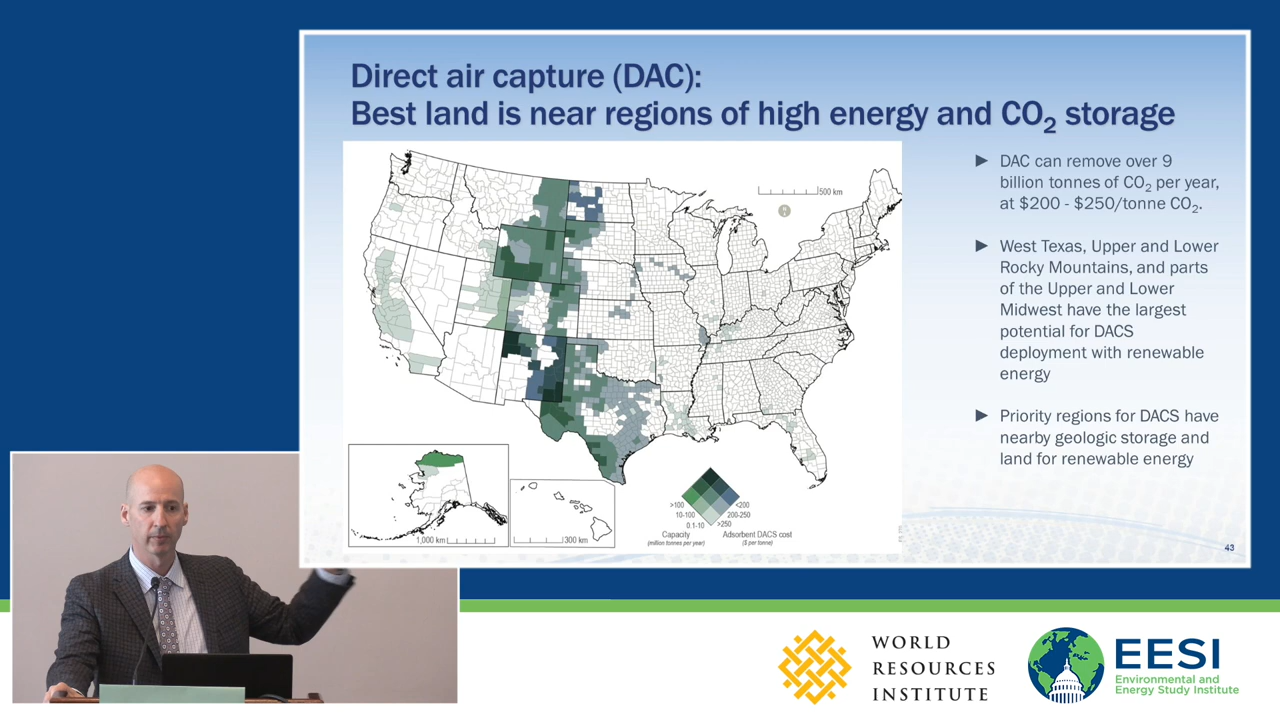 Direct air capture (DAC):
Best land is near regions of high energy and CO2 storage
500 km
N
1,000 km
300 km
>100
10-100
0.1-10
<200
200-250
>250
Capacity
(million tonnes per year)
Adsorbent DACS cost
($ per tonne)
► DAC can remove over 9
billion tonnes of CO2 per year,
at $200 - $250/tonne CO2.
► West Texas, Upper and Lower
Rocky Mountains, and parts
of the Upper and Lower
Midwest have the largest
potential for DACS
deployment with renewable
energy
► Priority regions for DACS have
nearby geologic storage and
land for renewable energy
43
WORLD
RESOURCES
INSTITUTE
EESI
Environmental and
Energy Study Institute